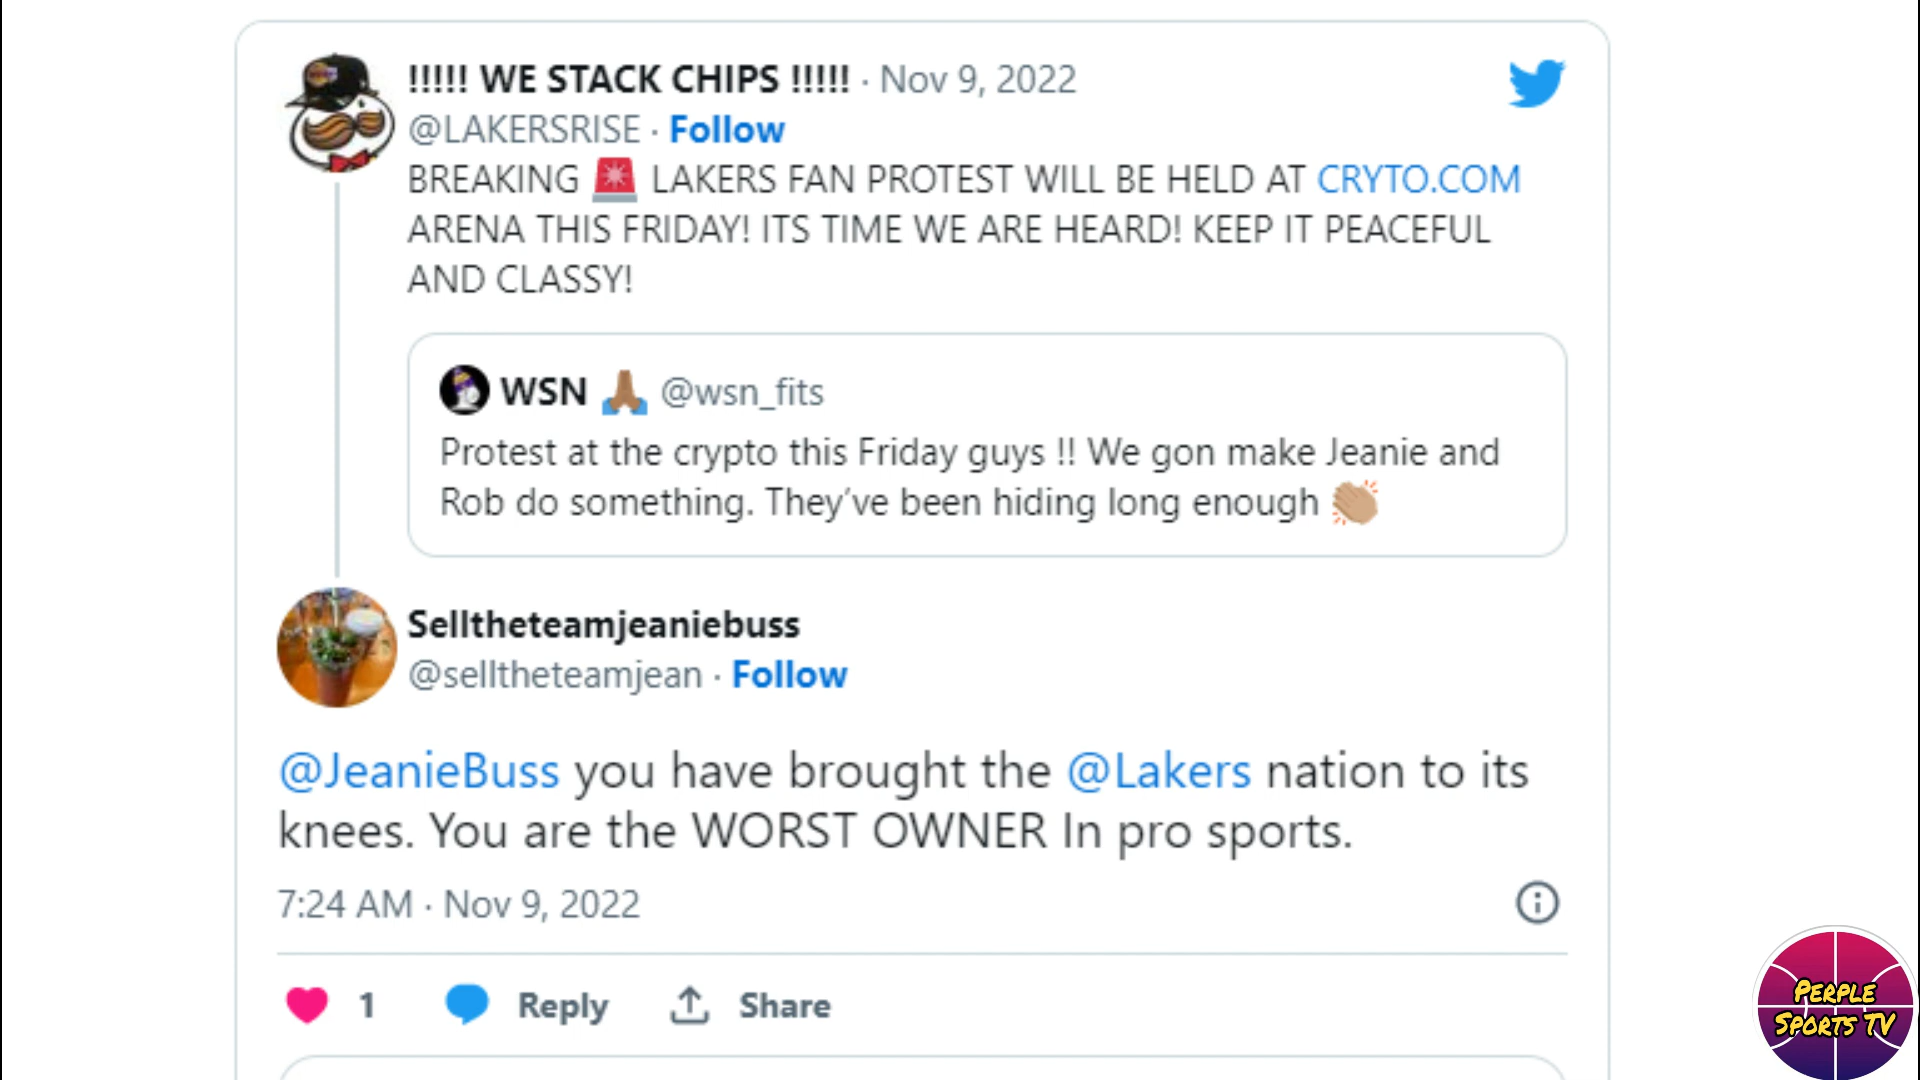 !!!!! WE STACK CHIPS !!!!! · Nov 9, 2022
@LAKERSRISE · Follow
BREAKING 🚨 LAKERS FAN PROTEST WILL BE HELD AT CRYTO.COM
ARENA THIS FRIDAY! ITS TIME WE ARE HEARD! KEEP IT PEACEFUL
AND CLASSY!
WSN 🙏🏽 @wsn_fits
Protest at the crypto this Friday guys !! We gon make Jeanie and
Rob do something. They’ve been hiding long enough 👏🏽
Selltheteamjeaniebuss
@selltheteamjean · Follow
@JeanieBuss you have brought the @Lakers nation to its
knees. You are the WORST OWNER In pro sports.
7:24 AM · Nov 9, 2022
1 Reply Share
PERPLE
SPORTS TV